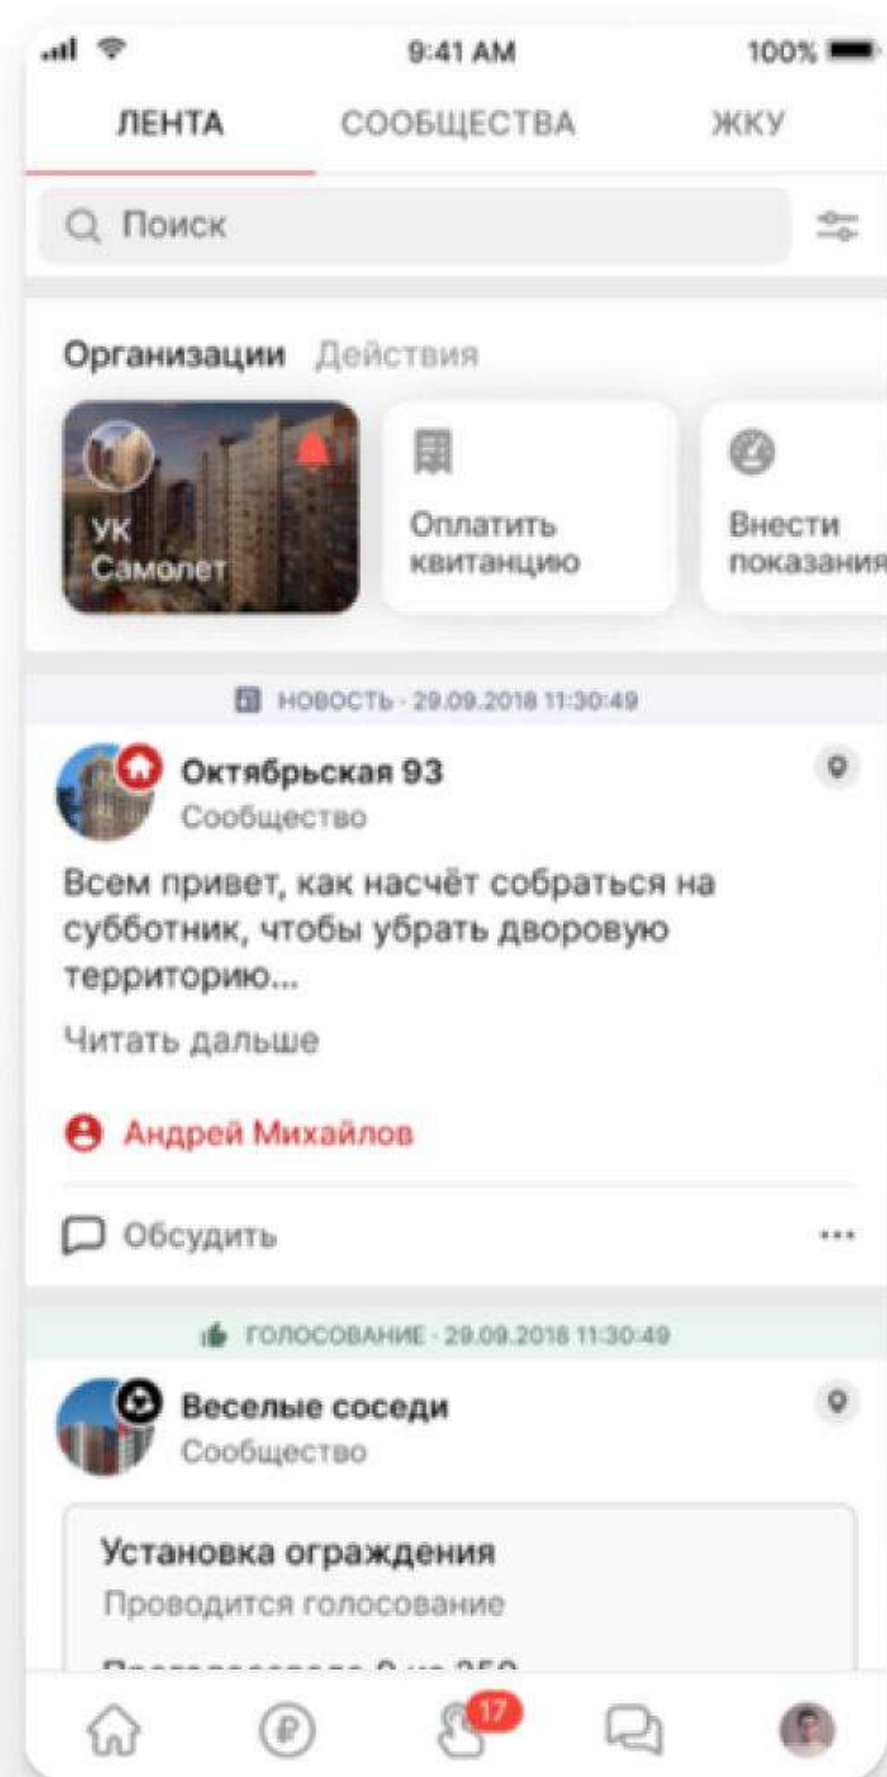 9:41 AM 100%
ЛЕНТА СООБЩЕСТВА ЖКУ
Поиск
Организации Действия
УК
Самолет
Оплатить
квитанцию
Внести
показания
НОВОСТЬ · 29.09.2018 11:30:49
Октябрьская 93
Сообщество
Всем привет, как насчёт собраться на
субботник, чтобы убрать дворовую
территорию...
Читать дальше
Андрей Михайлов
Обсудить
ГОЛОСОВАНИЕ · 29.09.2018 11:30:49
Веселые соседи
Сообщество
Установка ограждения
Проводится голосование
17